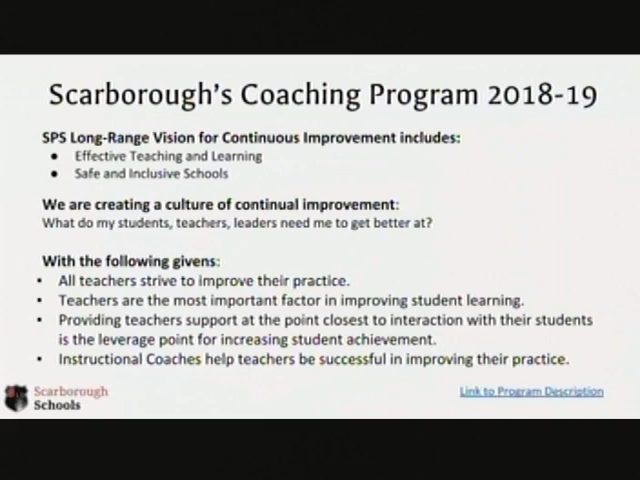 Scarborough's Coaching Program 2018-19
SPS Long-Range Vision for Continuous Improvement includes:
● Effective Teaching and Learning
● Safe and Inclusive Schools
We are creating a culture of continual improvement:
What do my students, teachers, leaders need me to get better at?
With the following givens:
• All teachers strive to improve their practice.
• Teachers are the most important factor in improving student learning.
• Providing teachers support at the point closest to interaction with their students
is the leverage point for increasing student achievement.
• Instructional Coaches help teachers be successful in improving their practice.
Scarborough
Schools
Link to Program Description